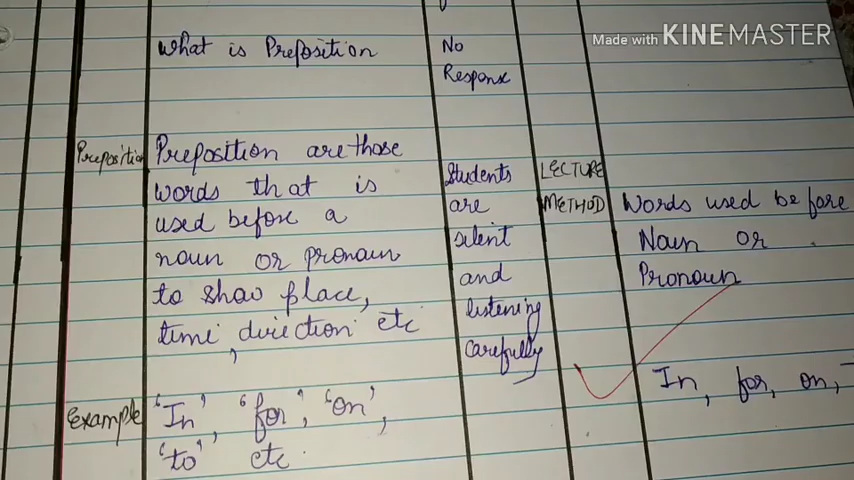 Made with KINEMASTER
What is Preposition
No
Response
Preposition
Preposition are those
words that is
used before a
noun or pronoun
to show place,
time, direction etc
Students
are
silent
and
listening
carefully
LECTURE
METHOD
Words used before
Noun or
Pronoun
Example
'In', 'for', 'on',
'to' etc.
In, for, on,